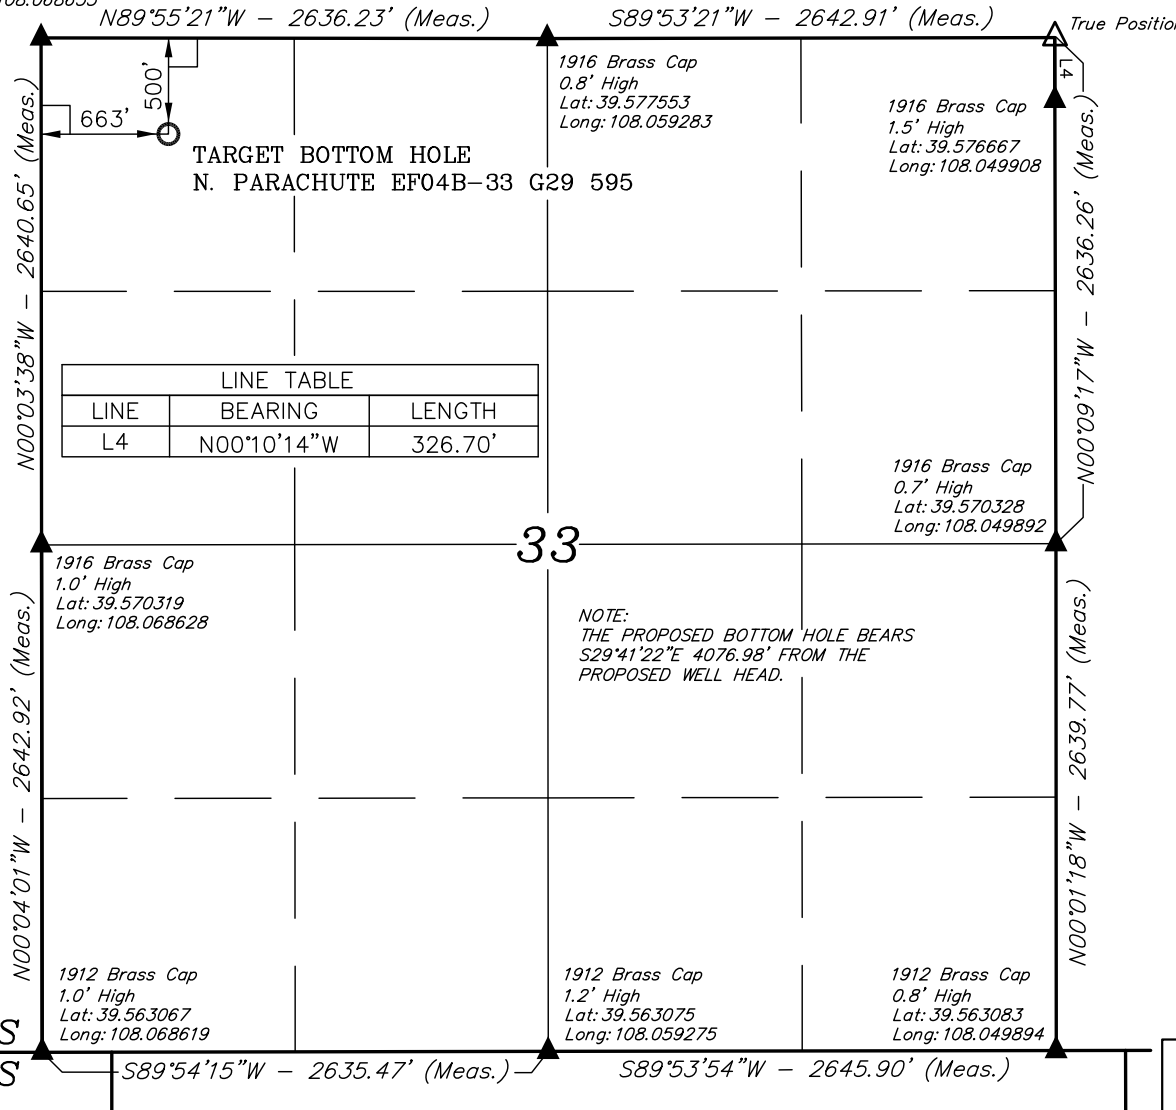 N89°55'21"W - 2636.23' (Meas.)
S89°53'21"W - 2642.91' (Meas.)
True Position
L4
500'
663'
TARGET BOTTOM HOLE
N. PARACHUTE EF04B-33 G29 595
1916 Brass Cap
0.8' High
Lat: 39.577553
Long: 108.059283
1916 Brass Cap
1.5' High
Lat: 39.576667
Long: 108.049908
N00°03'38"W - 2640.65' (Meas.)
N00°09'17"W - 2636.26' (Meas.)
LINE TABLE
LINE BEARING LENGTH
L4 N00°10'14"W 326.70'
1916 Brass Cap
0.7' High
Lat: 39.570328
Long: 108.049892
33
1916 Brass Cap
1.0' High
Lat: 39.570319
Long: 108.068628
NOTE:
THE PROPOSED BOTTOM HOLE BEARS
S29°41'22"E 4076.98' FROM THE
PROPOSED WELL HEAD.
N00°04'01"W - 2642.92' (Meas.)
N00°01'18"W - 2639.77' (Meas.)
1912 Brass Cap
1.0' High
Lat: 39.563067
Long: 108.068619
1912 Brass Cap
1.2' High
Lat: 39.563075
Long: 108.059275
1912 Brass Cap
0.8' High
Lat: 39.563083
Long: 108.049894
S
S
S89°54'15"W - 2635.47' (Meas.)
S89°53'54"W - 2645.90' (Meas.)